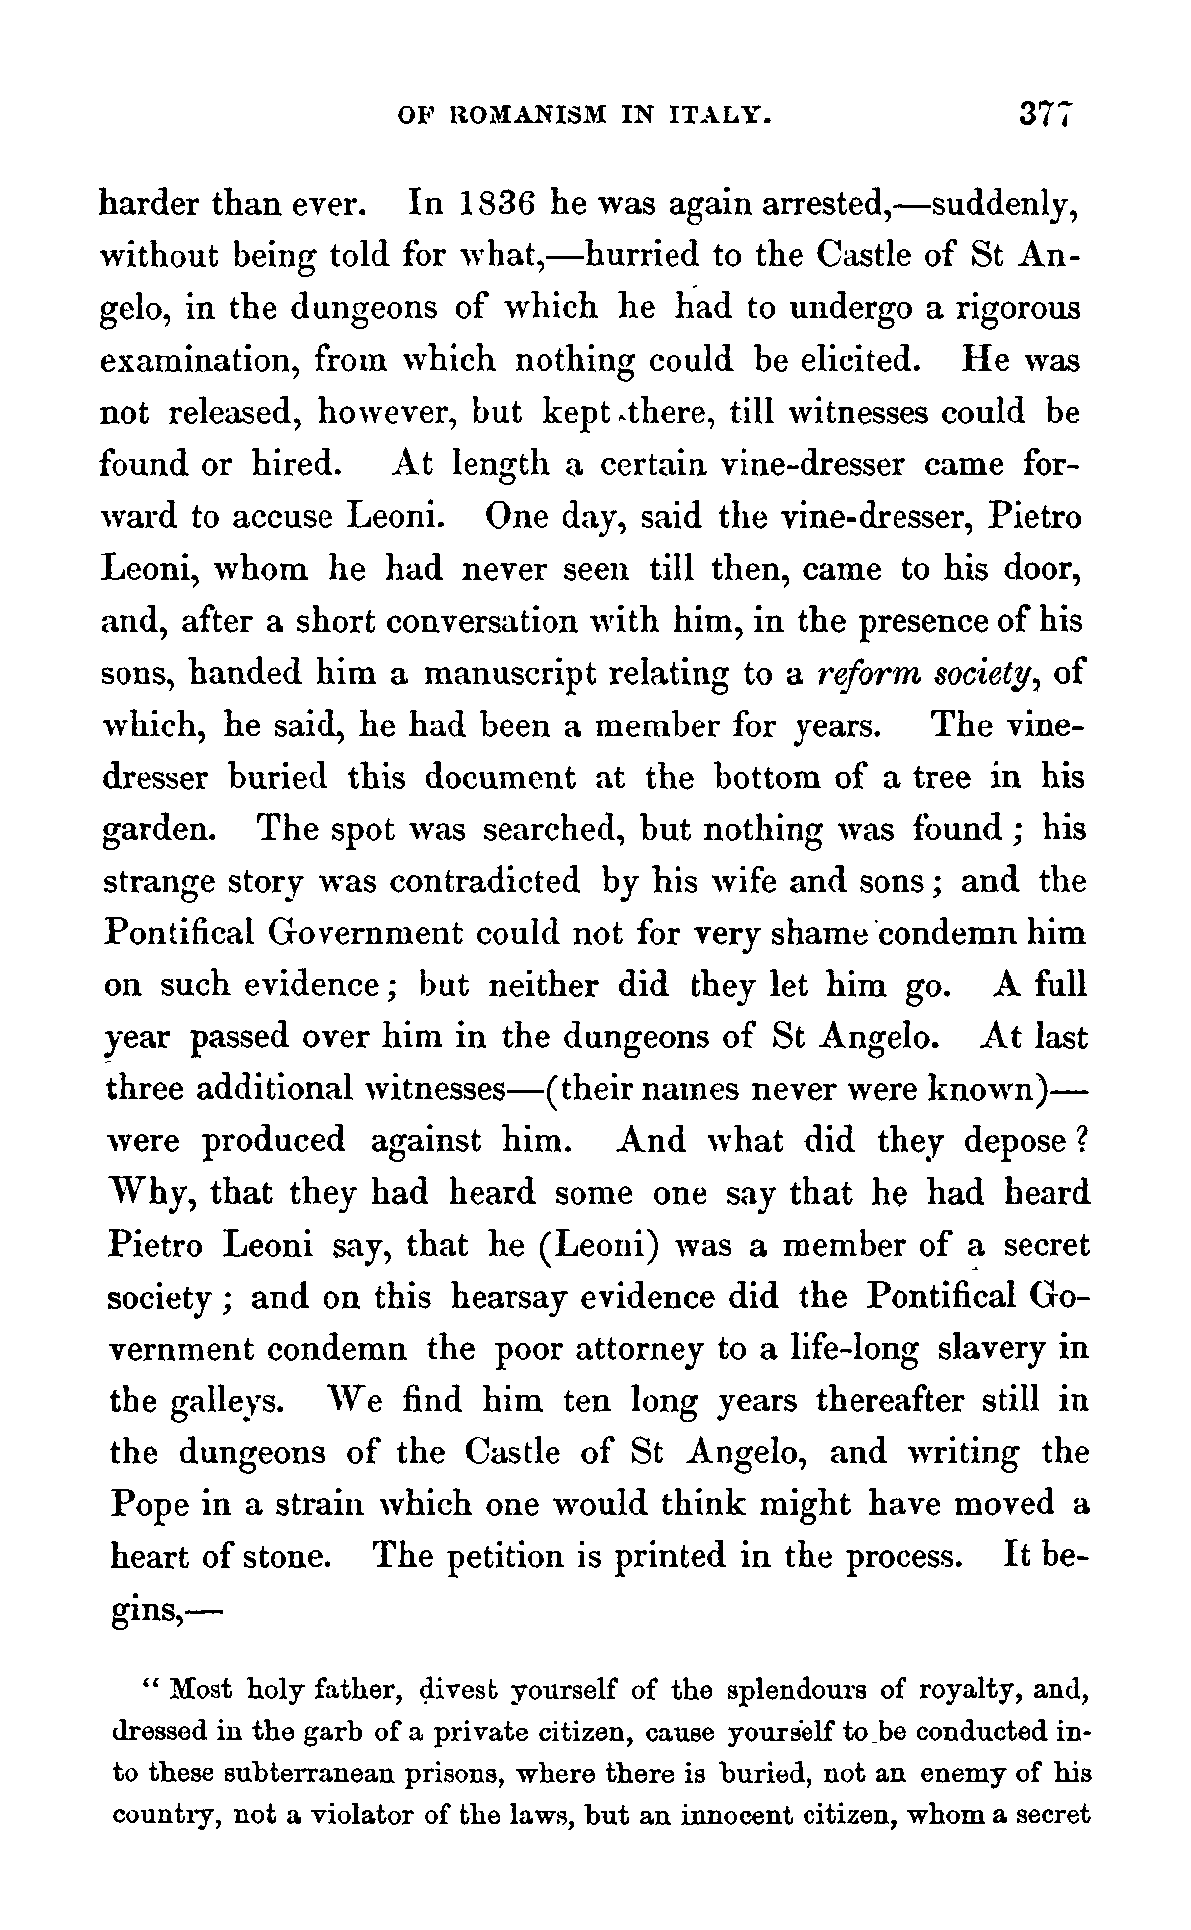 OF ROMANISM IN ITALY. 377
harder than ever. In 1836 he was again arrested,—suddenly,
without being told for what,—hurried to the Castle of St An-
gelo, in the dungeons of which he had to undergo a rigorous
examination, from which nothing could be elicited. He was
not released, however, but kept there, till witnesses could be
found or hired. At length a certain vine-dresser came for-
ward to accuse Leoni. One day, said the vine-dresser, Pietro
Leoni, whom he had never seen till then, came to his door,
and, after a short conversation with him, in the presence of his
sons, handed him a manuscript relating to a reform society, of
which, he said, he had been a member for years. The vine-
dresser buried this document at the bottom of a tree in his
garden. The spot was searched, but nothing was found ; his
strange story was contradicted by his wife and sons ; and the
Pontifical Government could not for very shame condemn him
on such evidence ; but neither did they let him go. A full
year passed over him in the dungeons of St Angelo. At last
three additional witnesses—(their names never were known)—
were produced against him. And what did they depose ?
Why, that they had heard some one say that he had heard
Pietro Leoni say, that he (Leoni) was a member of a secret
society ; and on this hearsay evidence did the Pontifical Go-
vernment condemn the poor attorney to a life-long slavery in
the galleys. We find him ten long years thereafter still in
the dungeons of the Castle of St Angelo, and writing the
Pope in a strain which one would think might have moved a
heart of stone. The petition is printed in the process. It be-
gins,—
“ Most holy father, divest yourself of the splendours of royalty, and,
dressed in the garb of a private citizen, cause yourself to be conducted in-
to these subterranean prisons, where there is buried, not an enemy of his
country, not a violator of the laws, but an innocent citizen, whom a secret